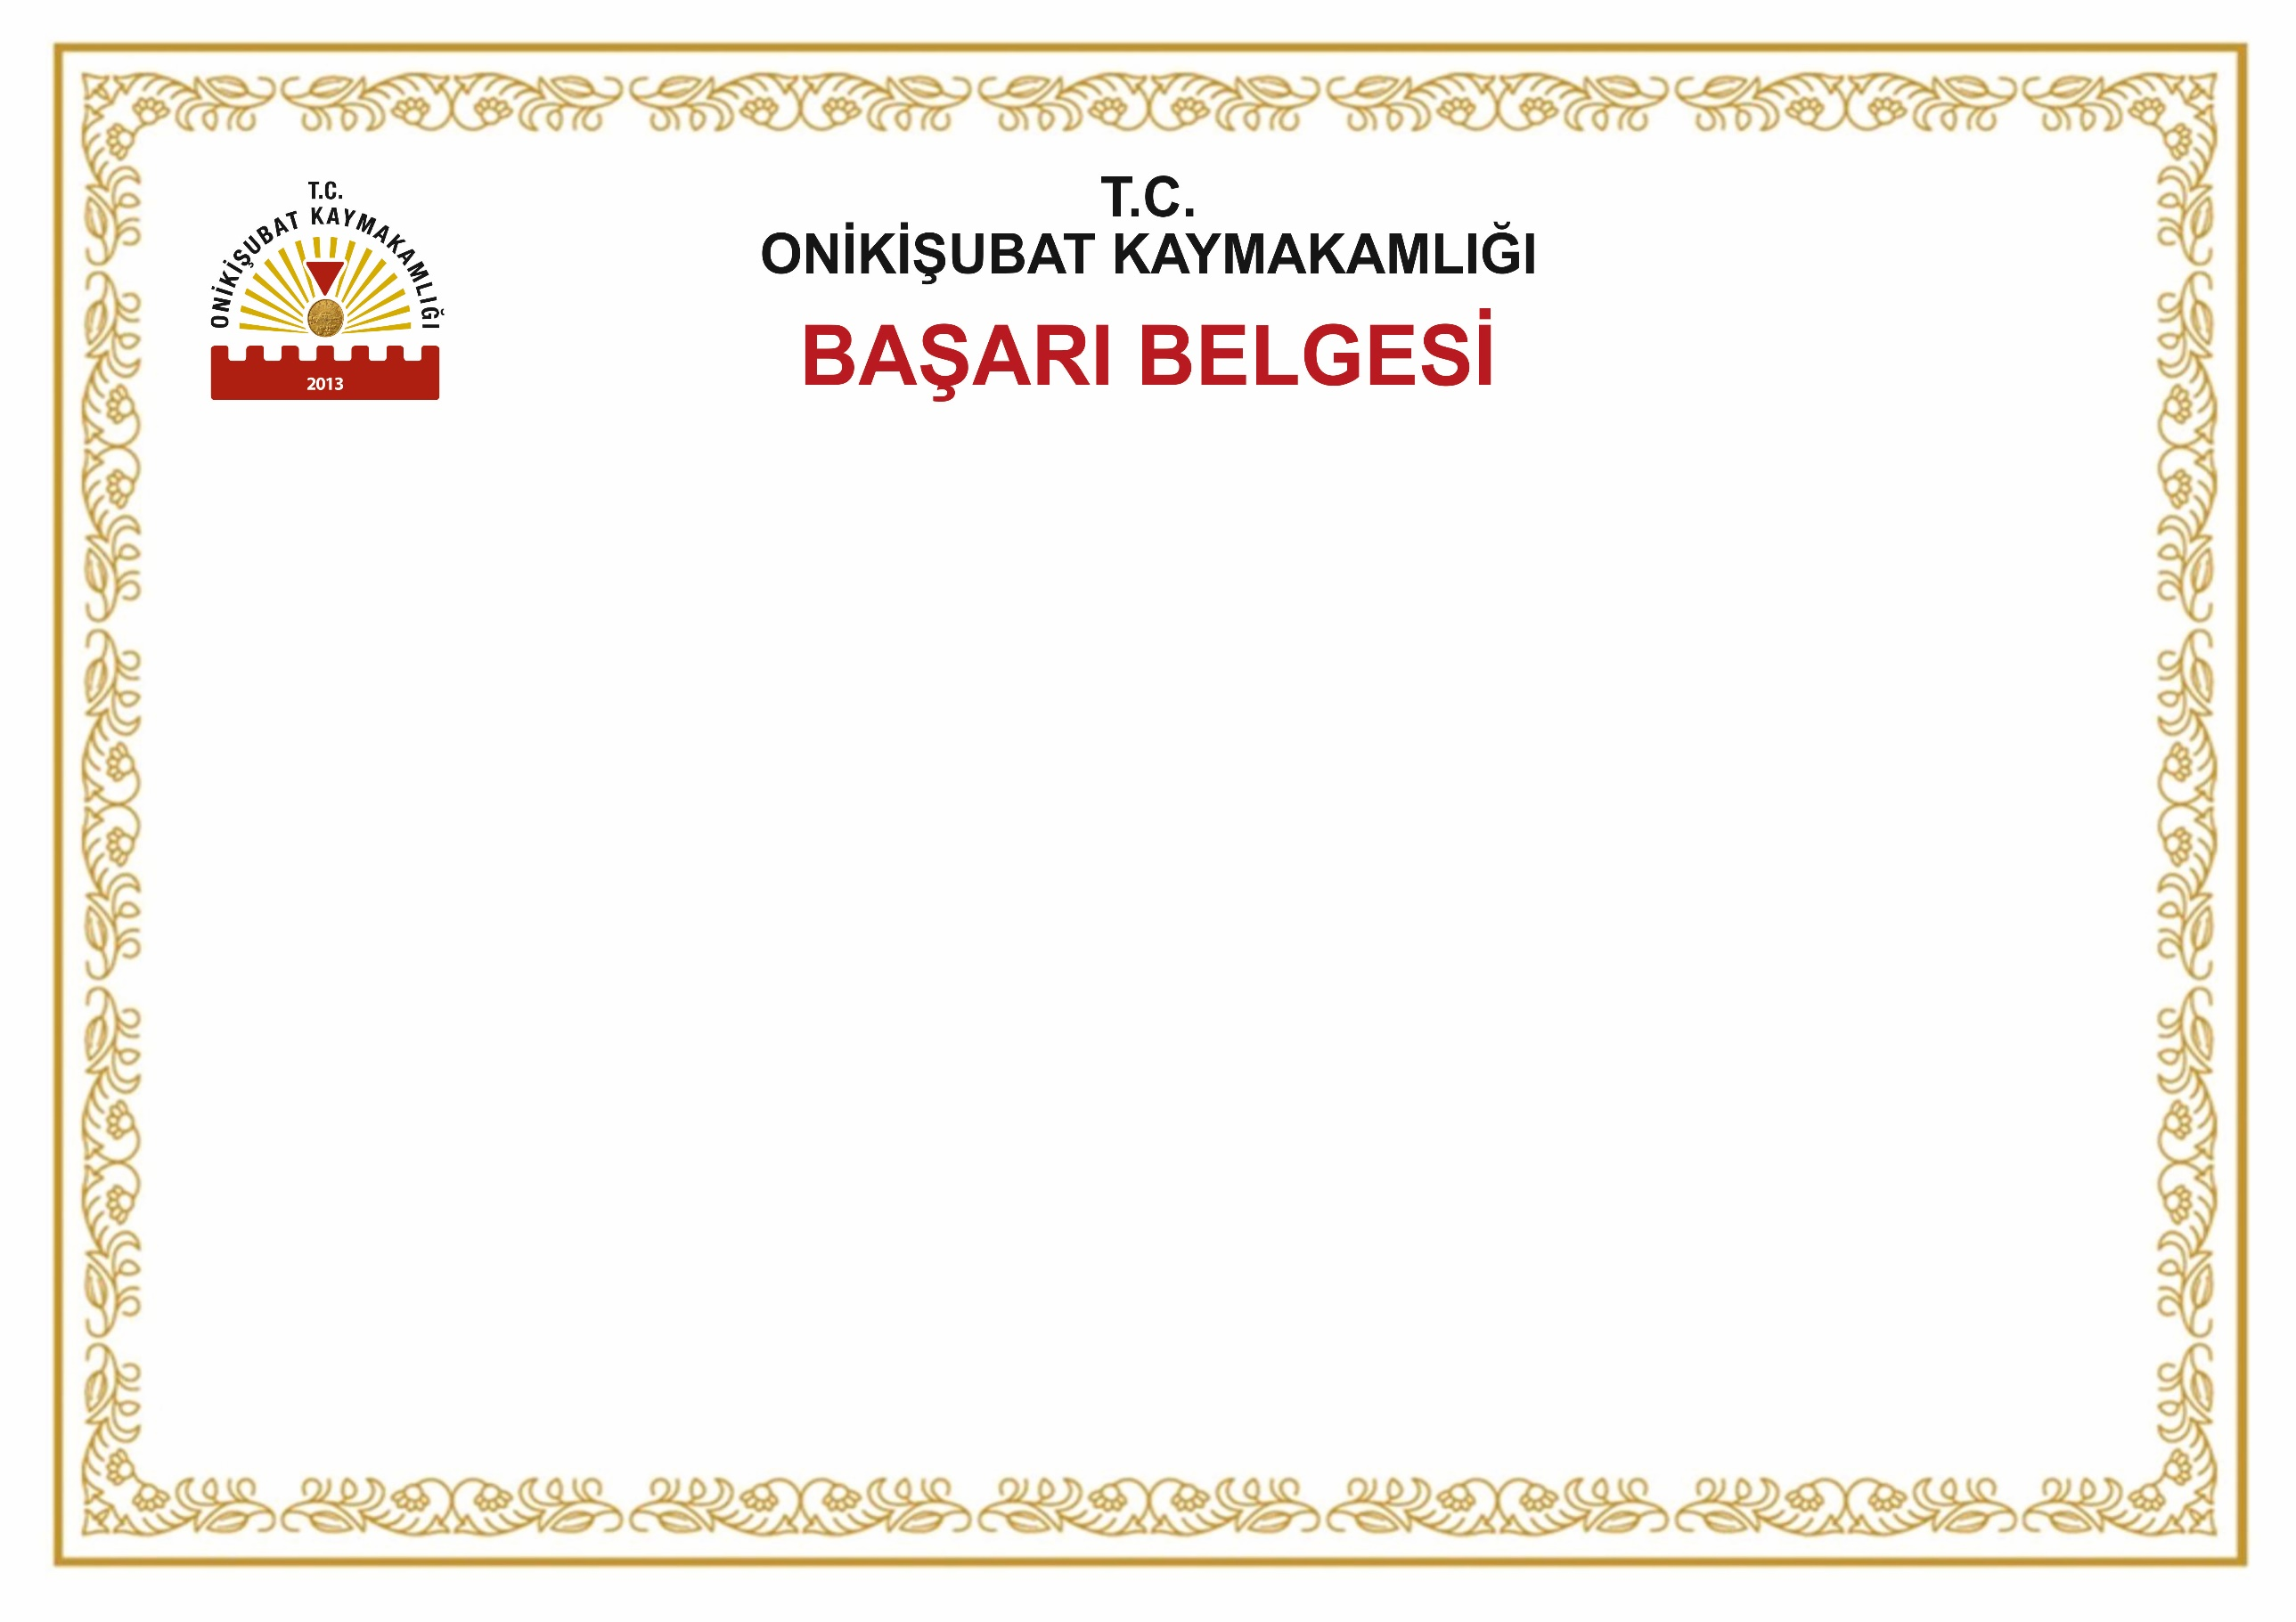 T.C.
ONİKİŞUBAT KAYMAKAMLIĞI
2013
T.C.
ONİKİŞUBAT KAYMAKAMLIĞI
BAŞARI BELGESİ